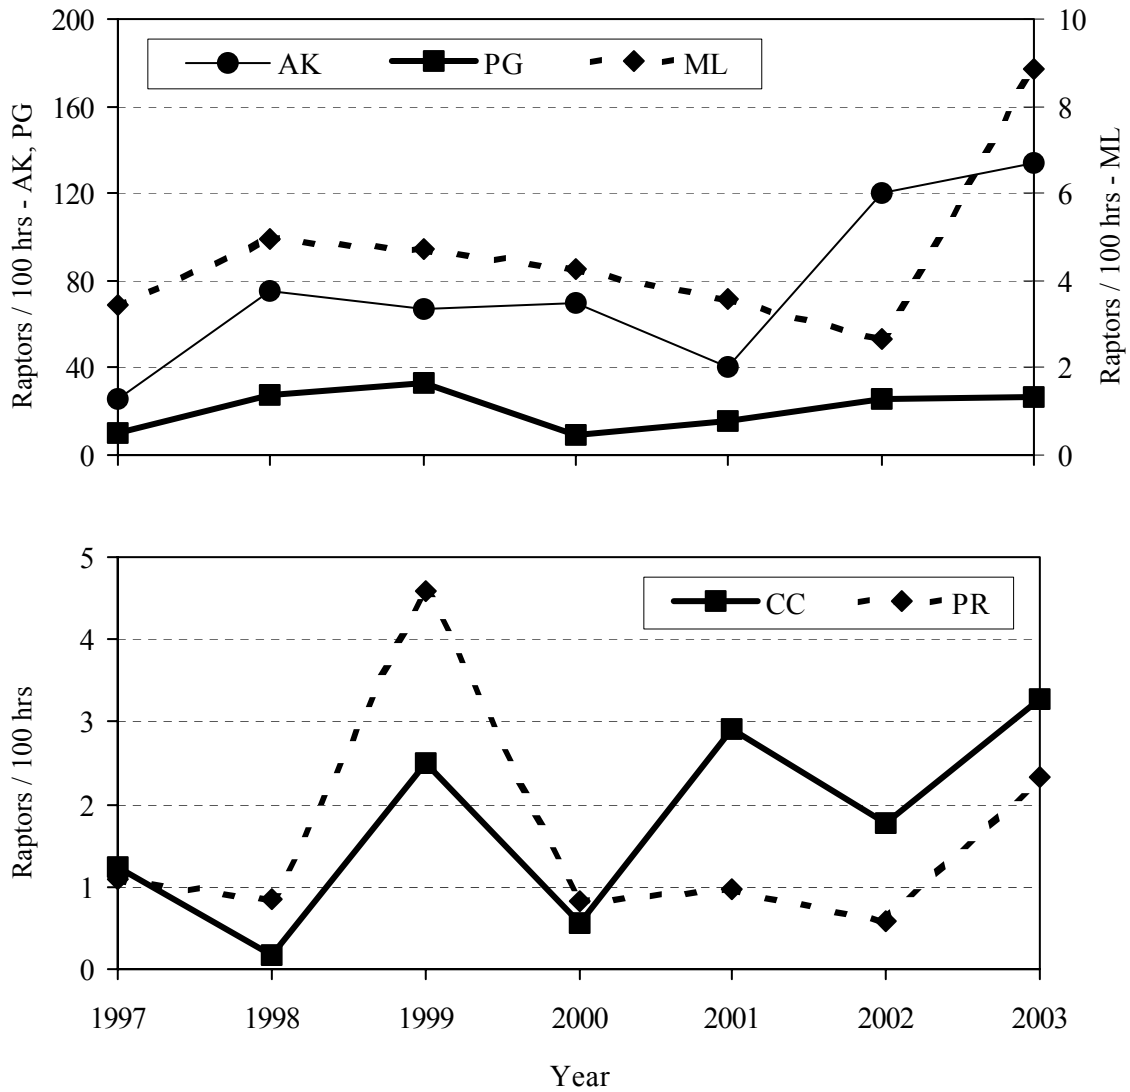 200
160
120
80
40
0
Raptors / 100 hrs - AK, PG
AK PG ML
10
8
6
4
2
0
Raptors / 100 hrs - ML
5
4
3
2
1
0
Raptors / 100 hrs
CC PR
1997 1998 1999 2000 2001 2002 2003
Year